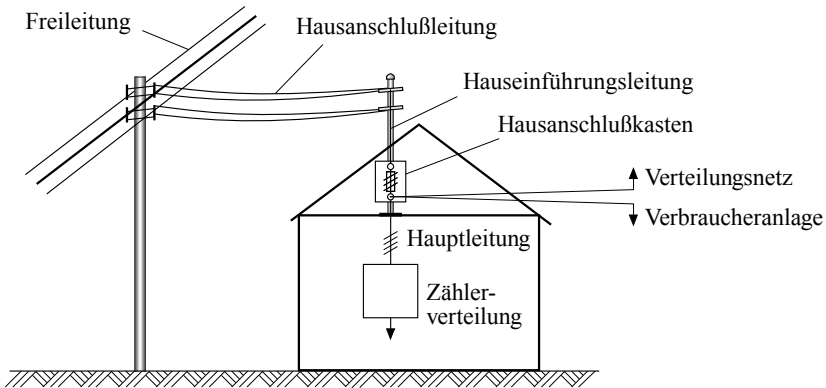 Freileitung
Hausanschlußleitung
Hauseinführungsleitung
Hausanschlußkasten
Verteilungsnetz
Verbraucheranlage
Hauptleitung
Zähler-
verteilung